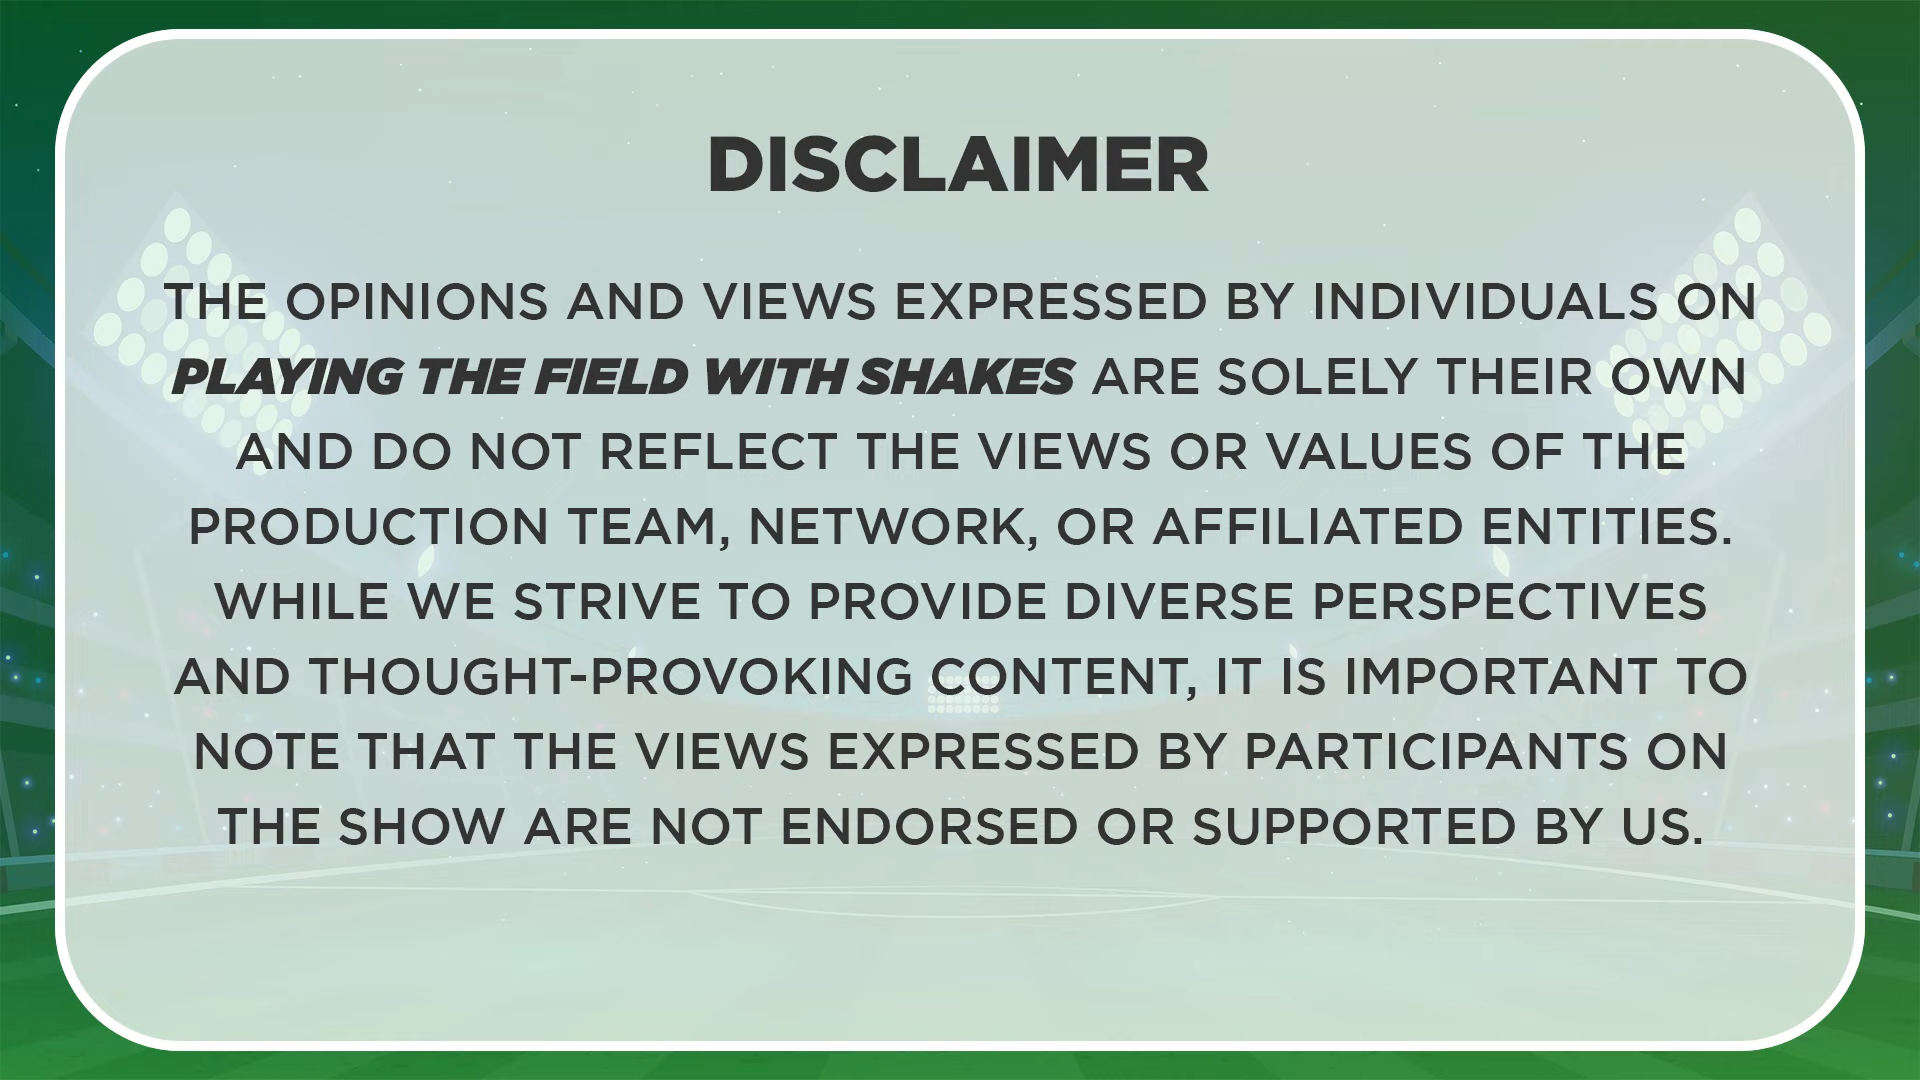 DISCLAIMER
THE OPINIONS AND VIEWS EXPRESSED BY INDIVIDUALS ON
PLAYING THE FIELD WITH SHAKES ARE SOLELY THEIR OWN
AND DO NOT REFLECT THE VIEWS OR VALUES OF THE
PRODUCTION TEAM, NETWORK, OR AFFILIATED ENTITIES.
WHILE WE STRIVE TO PROVIDE DIVERSE PERSPECTIVES
AND THOUGHT-PROVOKING CONTENT, IT IS IMPORTANT TO
NOTE THAT THE VIEWS EXPRESSED BY PARTICIPANTS ON
THE SHOW ARE NOT ENDORSED OR SUPPORTED BY US.